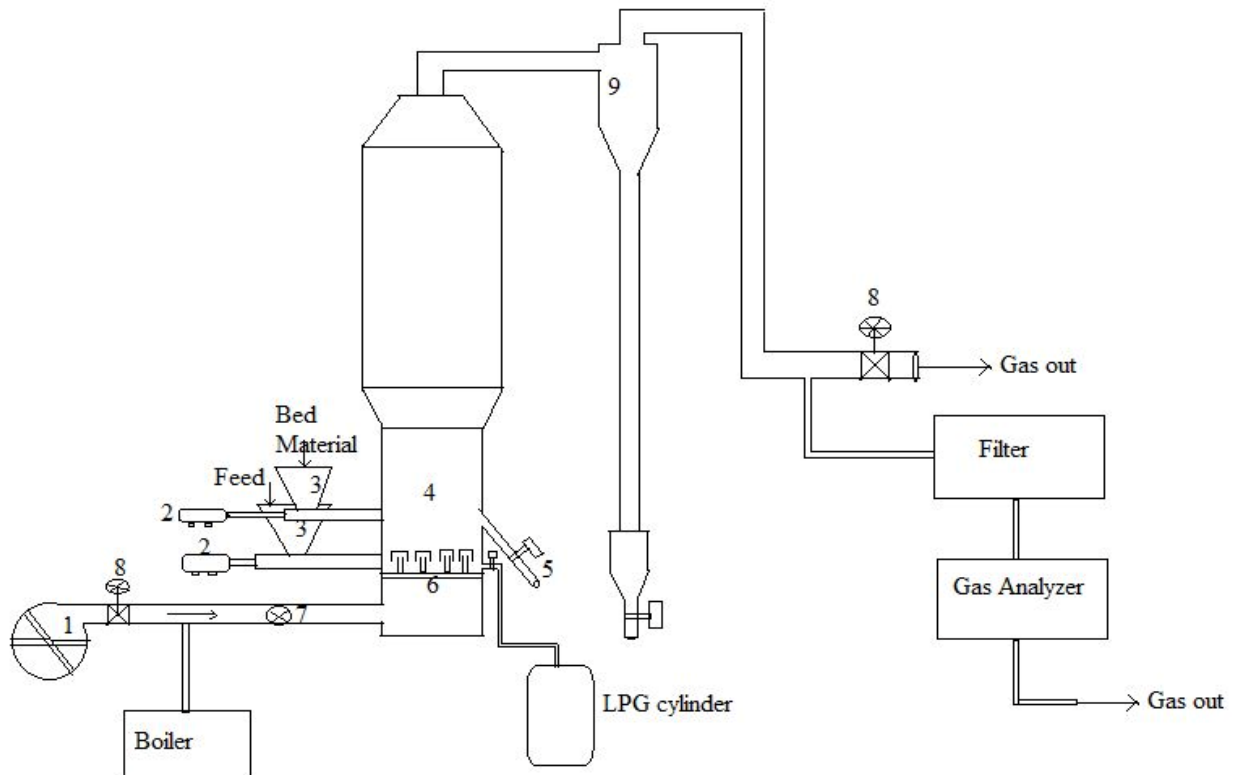 9
8
Gas out
Bed
Material
Feed
3
4
Filter
2
3
2
5
8
6
Gas Analyzer
1
7
LPG cylinder
Gas out
Boiler